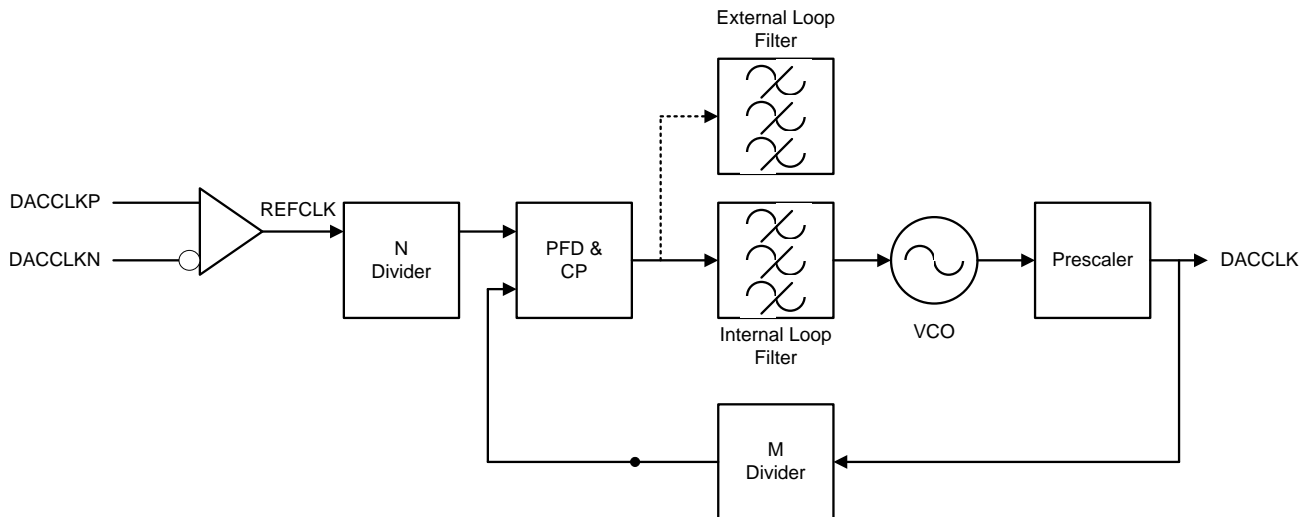 External Loop
Filter
DACCLKP
REFCLK
DACCLKN
N
Divider
PFD &
CP
Prescaler
DACCLK
Internal Loop
Filter
VCO
M
Divider